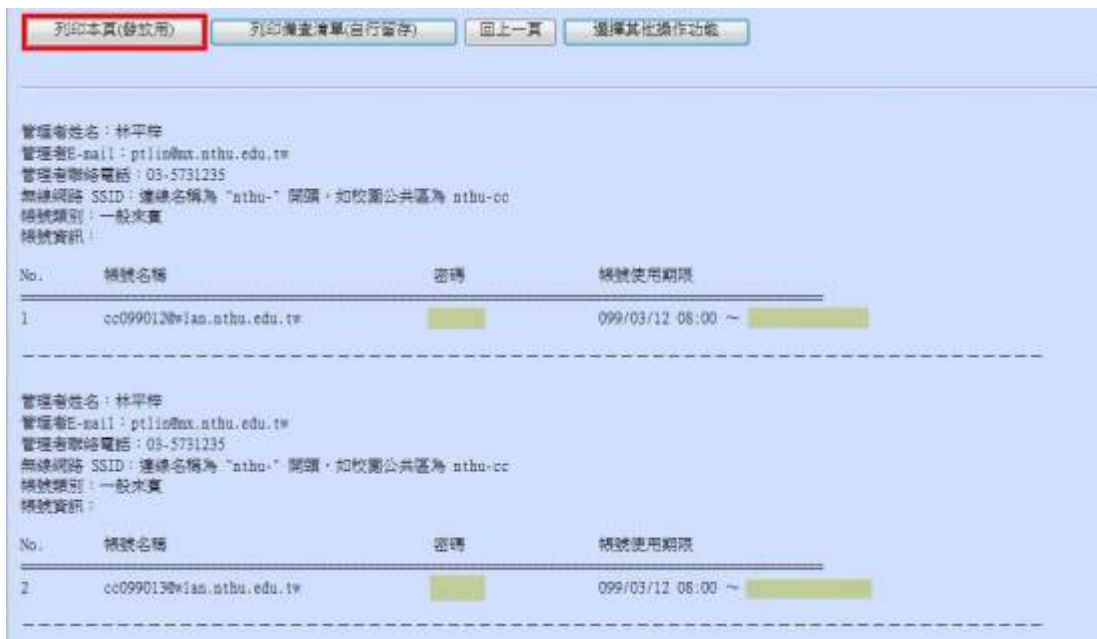 列印本頁(發放用) 列印備查清單(自行留存) 回上一頁 選擇其他操作功能
管理者姓名：林平梓
管理者E-mail：ptlin@mx.nthu.edu.tw
管理者聯絡電話：03-5731235
無線網路 SSID：連線名稱為 "nthu-" 開頭，如校園公共區為 nthu-cc
帳號類別：一般來賓
帳號資訊：
No. 帳號名稱 密碼 帳號使用期限
1 cc099012@wlan.nthu.edu.tw 099/03/12 08:00 ～
管理者姓名：林平梓
管理者E-mail：ptlin@mx.nthu.edu.tw
管理者聯絡電話：03-5731235
無線網路 SSID：連線名稱為 "nthu-" 開頭，如校園公共區為 nthu-cc
帳號類別：一般來賓
帳號資訊：
No. 帳號名稱 密碼 帳號使用期限
2 cc099013@wlan.nthu.edu.tw 099/03/12 08:00 ～